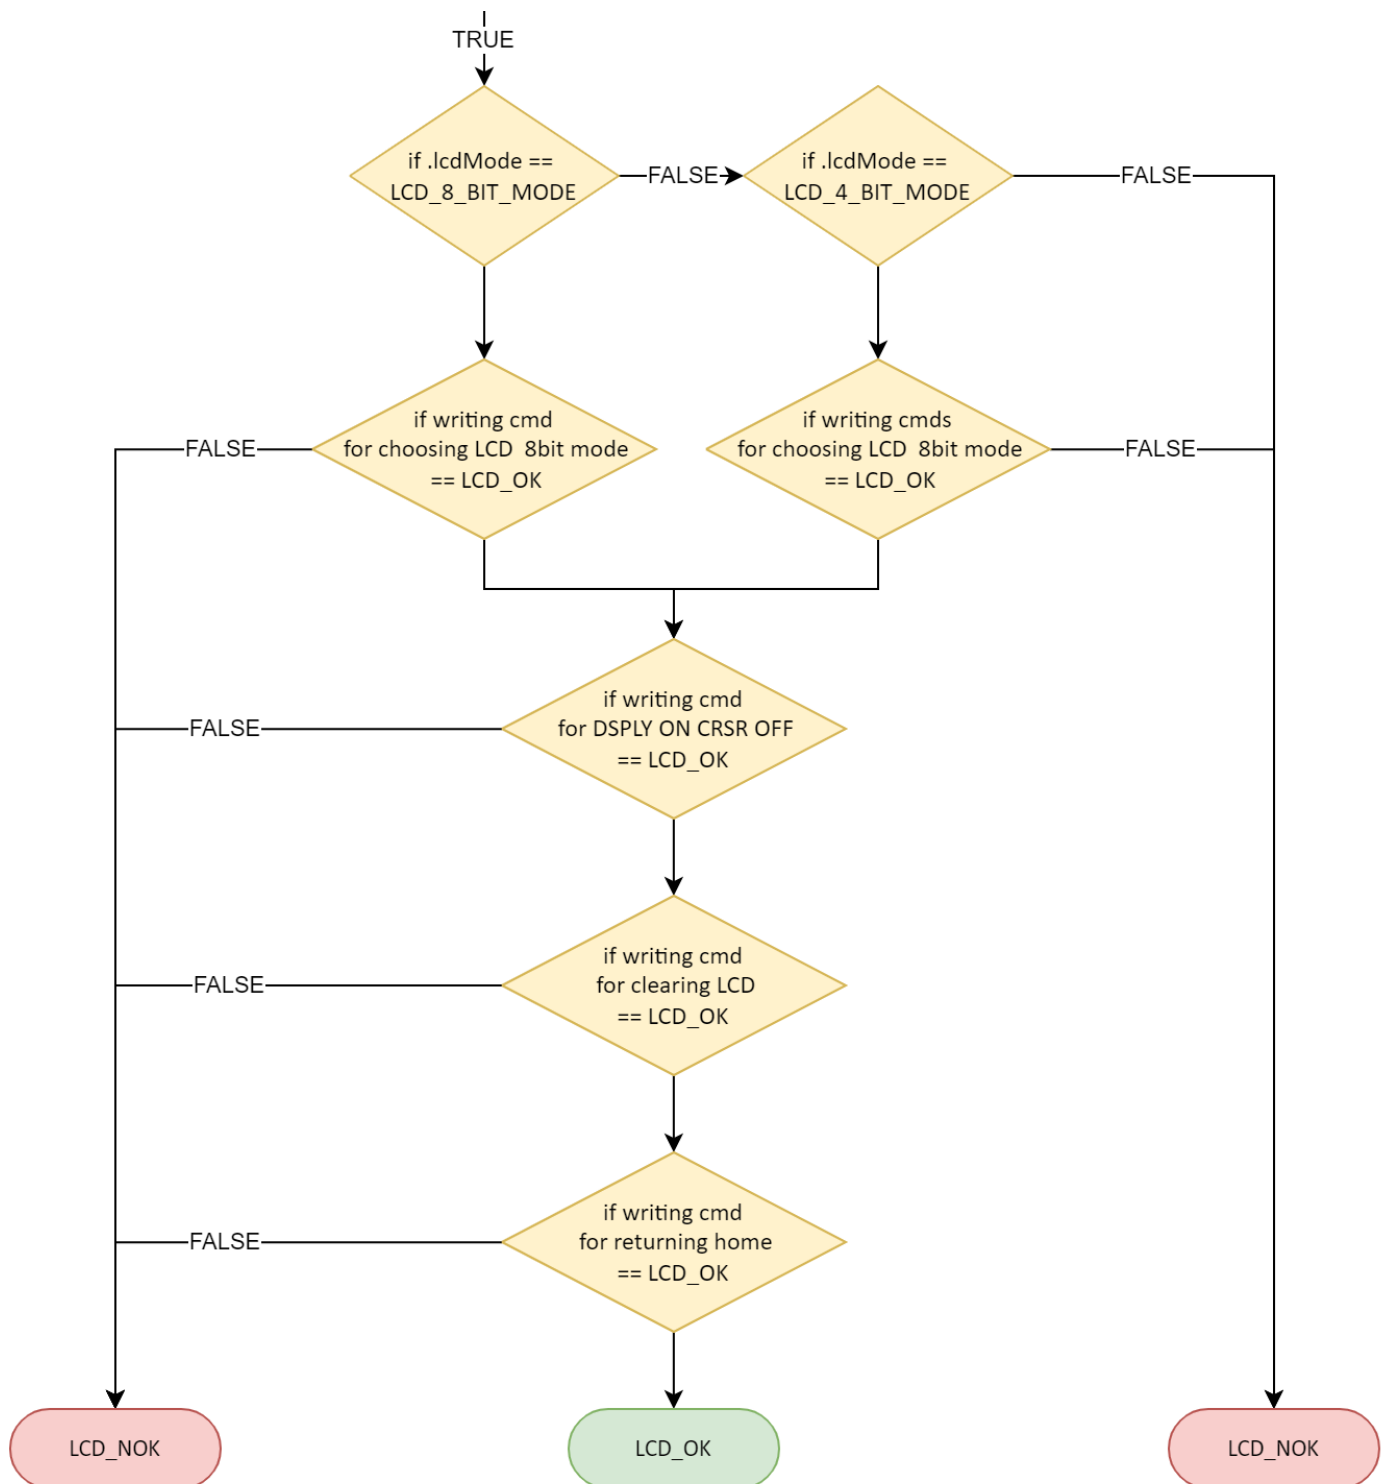 TRUE
if .lcdMode ==
LCD_8_BIT_MODE
FALSE
if .lcdMode ==
LCD_4_BIT_MODE
FALSE
FALSE
if writing cmd
for choosing LCD 8bit mode
== LCD_OK
if writing cmds
for choosing LCD 8bit mode
== LCD_OK
FALSE
FALSE
if writing cmd
for DSPLY ON CRSR OFF
== LCD_OK
FALSE
if writing cmd
for clearing LCD
== LCD_OK
FALSE
if writing cmd
for returning home
== LCD_OK
LCD_NOK
LCD_OK
LCD_NOK